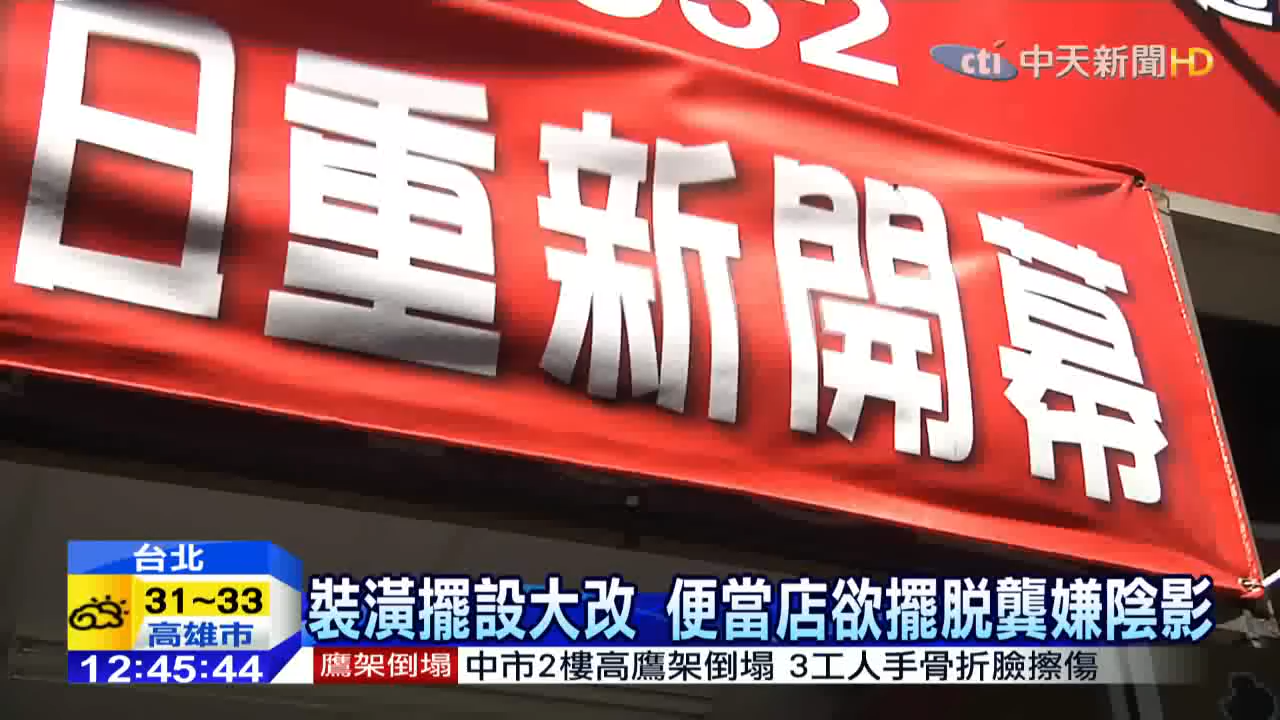 332
cti 中天新聞HD
日重新開幕
台北
31~33
高雄市
12:45:44
裝潢擺設大改 便當店欲擺脫龔嫌陰影
鷹架倒塌 中市2樓高鷹架倒塌 3工人手骨折臉擦傷